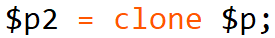 $p2 = clone $p;